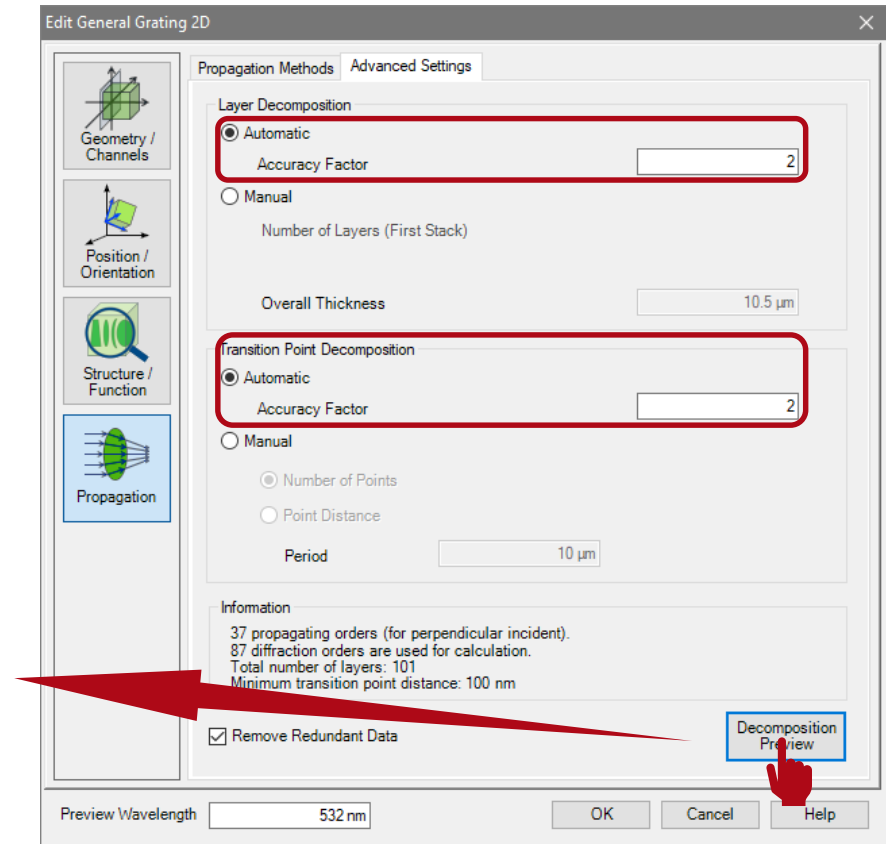 Edit General Grating 2D
Geometry /
Channels
Position /
Orientation
Structure /
Function
Propagation
Propagation Methods
Advanced Settings
Layer Decomposition
Automatic
Accuracy Factor 2
Manual
Number of Layers (First Stack)
Overall Thickness 10.5 µm
Transition Point Decomposition
Automatic
Accuracy Factor 2
Manual
Number of Points
Point Distance
Period 10 µm
Information
37 propagating orders (for perpendicular incident).
87 diffraction orders are used for calculation.
Total number of layers: 101
Minimum transition point distance: 100 nm
Remove Redundant Data
Decomposition
Preview
Preview Wavelength 532 nm
OK
Cancel
Help